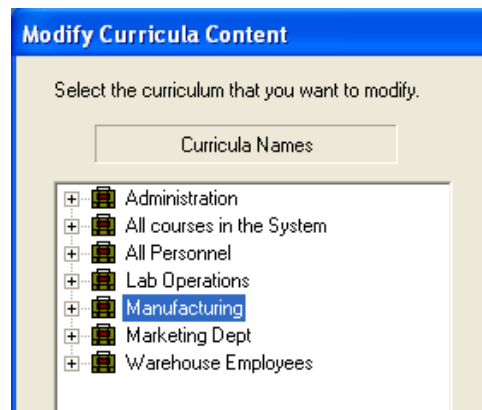 Modify Curricula Content
Select the curriculum that you want to modify.
Curricula Names
Administration
All courses in the System
All Personnel
Lab Operations
Manufacturing
Marketing Dept
Warehouse Employees